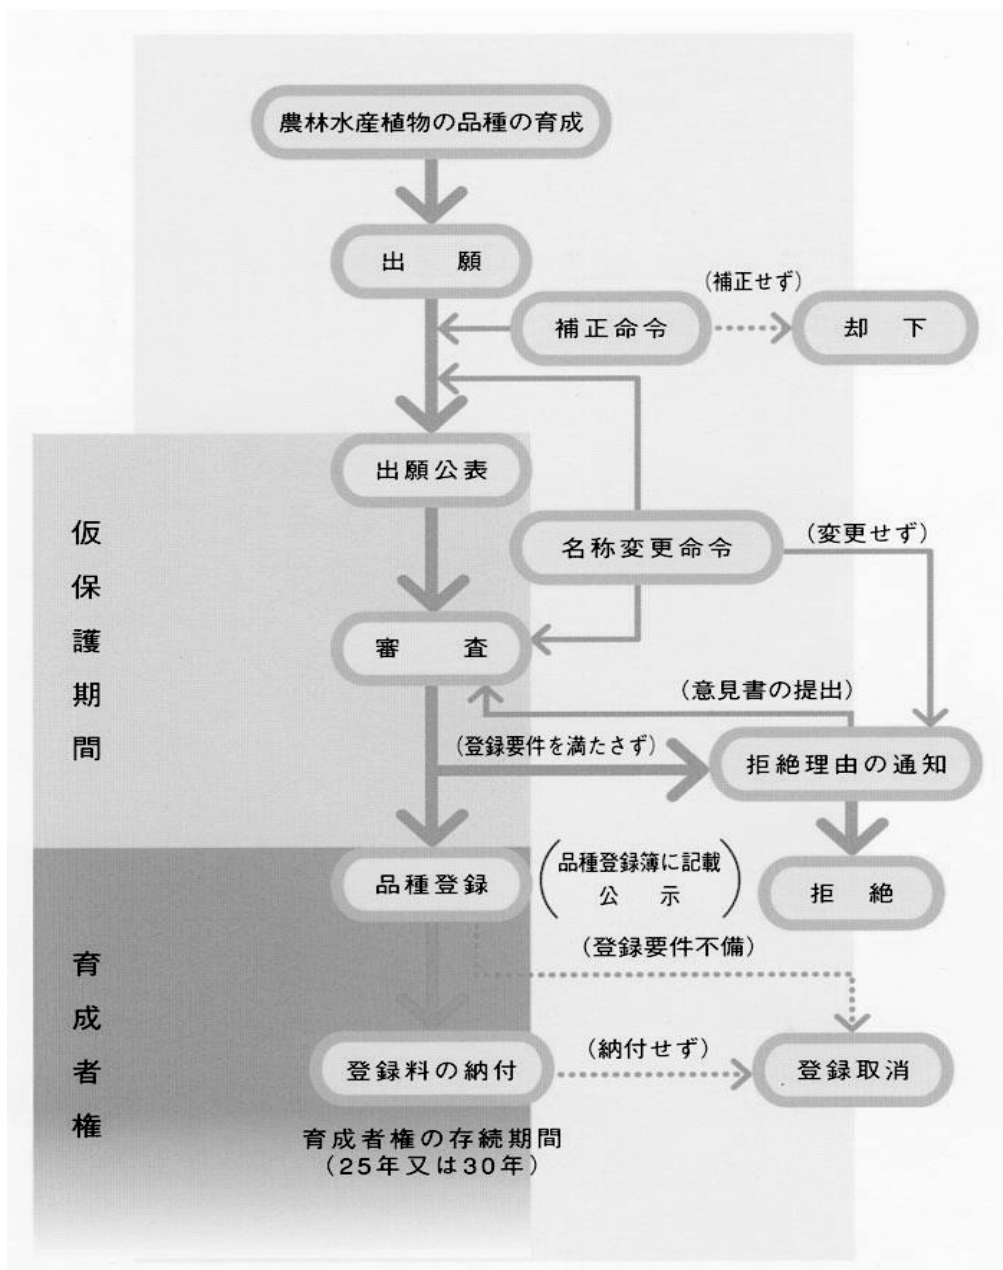 農林水産植物の品種の育成
出願
(補正せず)
補正命令
却下
出願公表
名称変更命令
(変更せず)
仮保護期間
審査
(意見書の提出)
(登録要件を満たさず)
拒絶理由の通知
品種登録
(品種登録簿に記載
公示)
拒絶
(登録要件不備)
育成者権
登録料の納付
(納付せず)
登録取消
育成者権の存続期間
(25年又は30年)